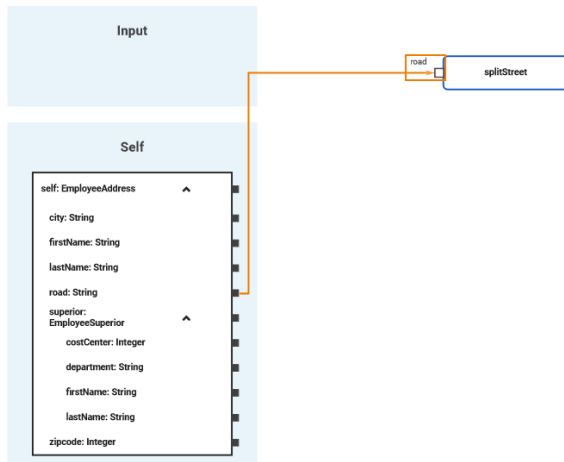 Input
road
splitStreet
Self
self: EmployeeAddress
city: String
firstName: String
lastName: String
road: String
superior:
EmployeeSuperior
costCenter: Integer
department: String
firstName: String
lastName: String
zipcode: Integer